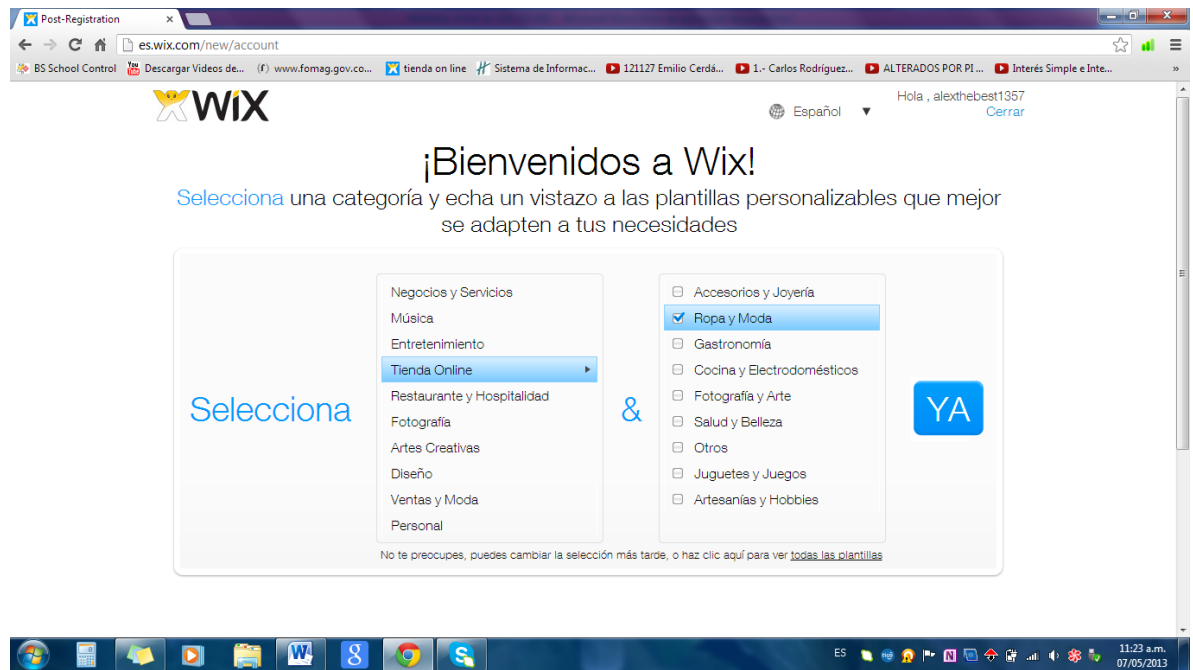 Post-Registration
es.wix.com/new/account
BS School Control
Descargar Videos de...
www.fomag.gov.co...
tienda on line
Sistema de Informac...
121127 Emilio Cerdá...
1.- Carlos Rodríguez...
ALTERADOS POR PI ...
Interés Simple e Inte...
»
WiX
Español
Hola , alexthebest1357
Cerrar
¡Bienvenidos a Wix!
Selecciona una categoría y echa un vistazo a las plantillas personalizables que mejor
se adapten a tus necesidades
Selecciona
Negocios y Servicios
Música
Entretenimiento
Tienda Online
Restaurante y Hospitalidad
Fotografía
Artes Creativas
Diseño
Ventas y Moda
Personal
&
Accesorios y Joyería
Ropa y Moda
Gastronomía
Cocina y Electrodomésticos
Fotografía y Arte
Salud y Belleza
Otros
Juguetes y Juegos
Artesanías y Hobbies
YA
No te preocupes, puedes cambiar la selección más tarde, o haz clic aquí para ver todas las plantillas
ES
11:23 a.m.
07/05/2013